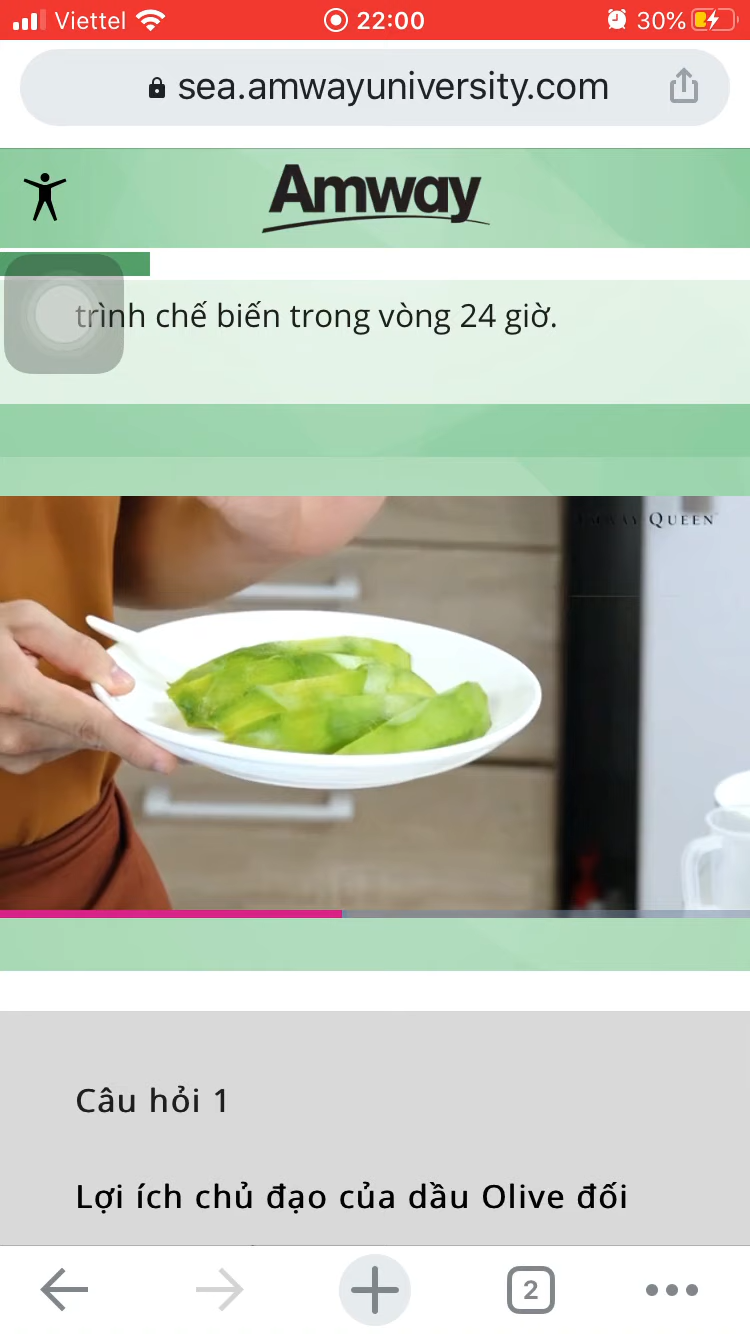 Viettel 22:00 30%
sea.amwayuniversity.com
Amway
trình chế biến trong vòng 24 giờ.
QUEEN
Câu hỏi 1
Lợi ích chủ đạo của dầu Olive đối
2